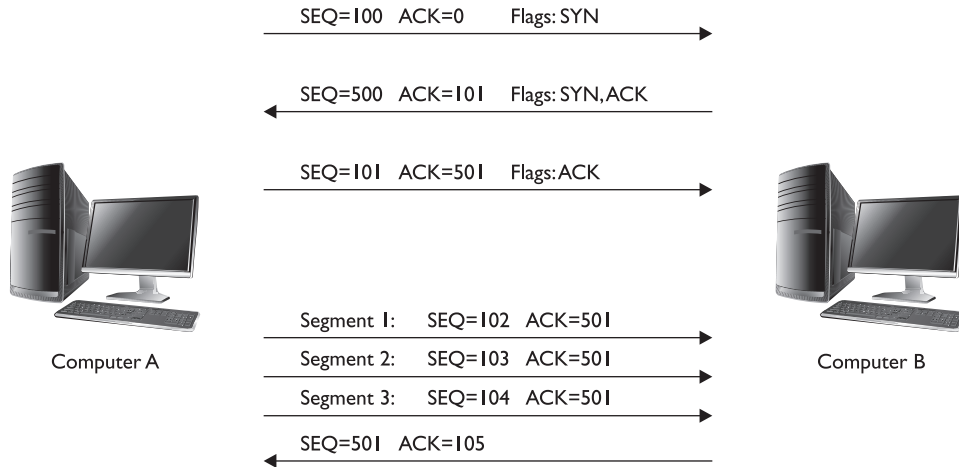 SEQ=100 ACK=0 Flags: SYN
SEQ=500 ACK=101 Flags: SYN, ACK
SEQ=101 ACK=501 Flags: ACK
Segment 1: SEQ=102 ACK=501
Segment 2: SEQ=103 ACK=501
Segment 3: SEQ=104 ACK=501
SEQ=501 ACK=105
Computer A
Computer B